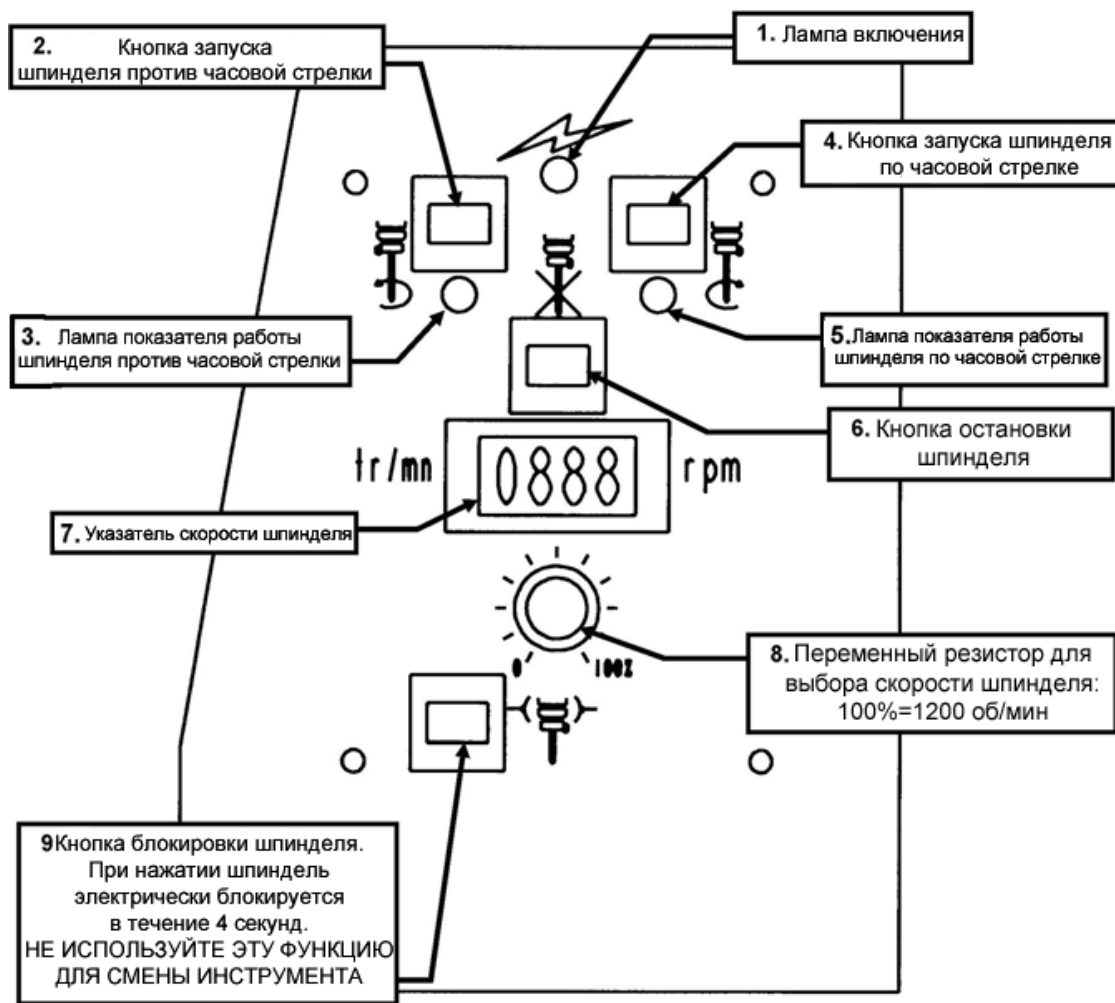 2. Кнопка запуска
шпинделя против часовой стрелки
1. Лампа включения
4. Кнопка запуска шпинделя
по часовой стрелке
3. Лампа показателя работы
шпинделя против часовой стрелки
5. Лампа показателя работы
шпинделя по часовой стрелке
6. Кнопка остановки
шпинделя
tr/mn 0888 rpm
7. Указатель скорости шпинделя
0 100%
8. Переменный резистор для
выбора скорости шпинделя:
100%=1200 об/мин
9 Кнопка блокировки шпинделя.
При нажатии шпиндель
электрически блокируется
в течение 4 секунд.
НЕ ИСПОЛЬЗУЙТЕ ЭТУ ФУНКЦИЮ
ДЛЯ СМЕНЫ ИНСТРУМЕНТА